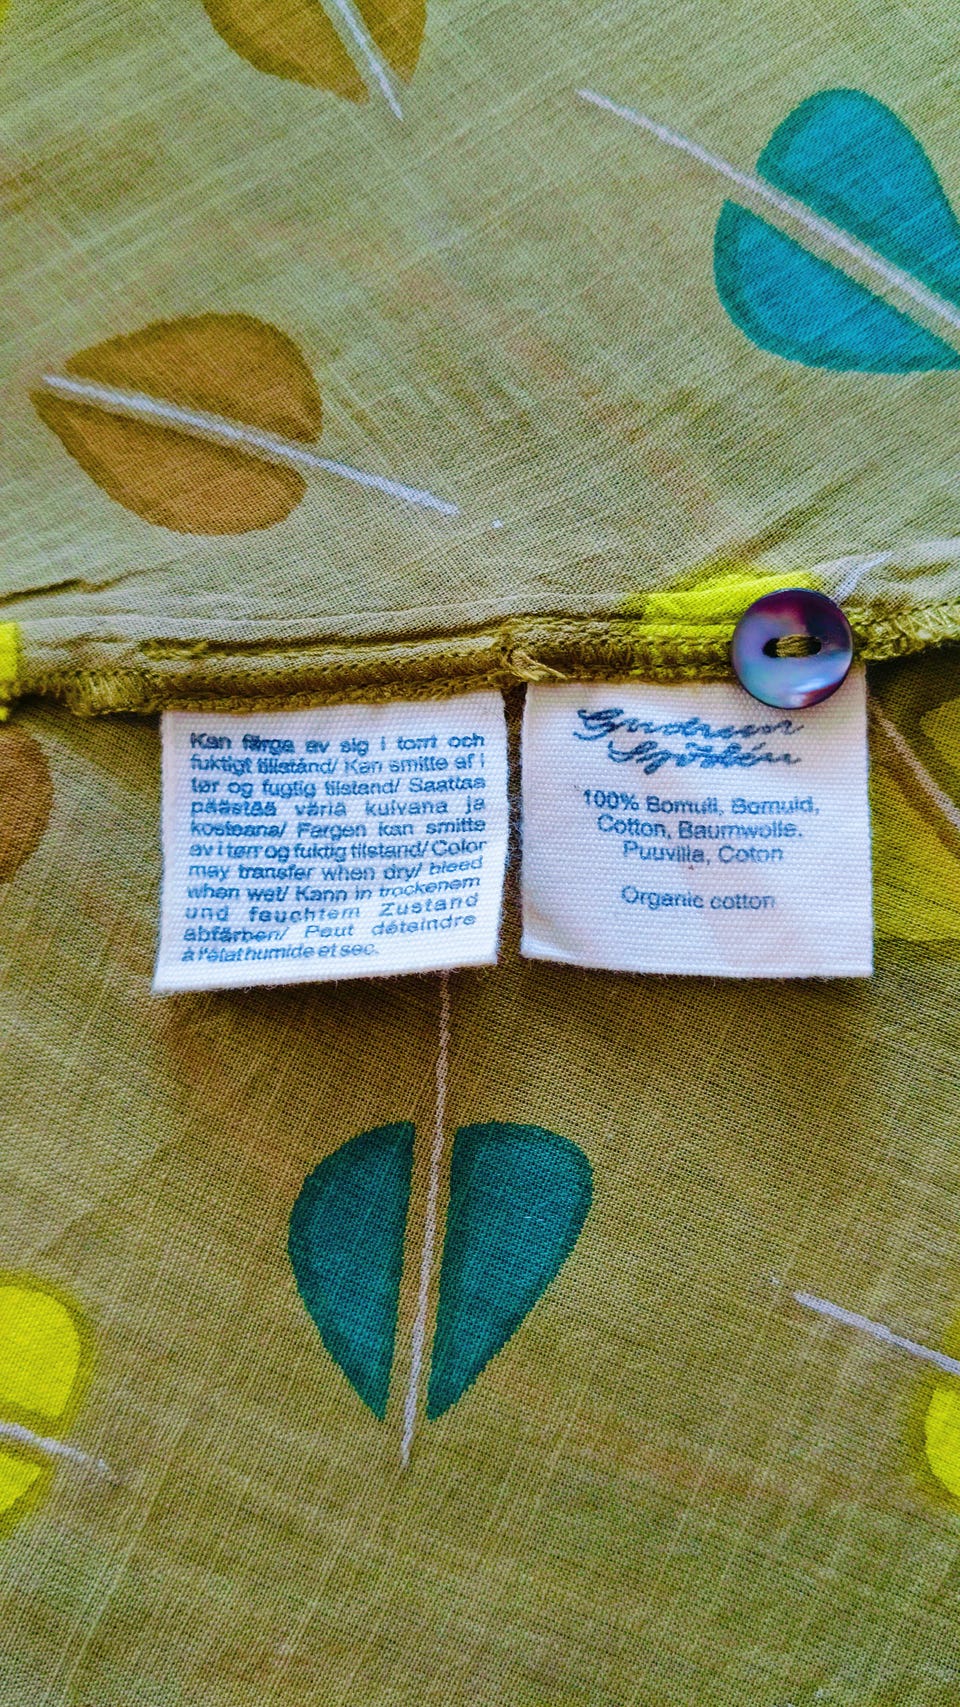 Kan färga av sig i torrt och
fuktigt tillstånd/ Kan smitte af i
tør og fugtig tilstand/ Saattaa
päästää väriä kuivana ja
kosteana/ Fargen kan smitte
av i tørr og fuktig tilstand/ Color
may transfer when dry/ bleed
when wet/ Kann in trockenem
und feuchtem Zustand
abfärben/ Peut déteindre
à l'état humide et sec.
Gudrun
Sjödén
100% Bomull, Bomuld,
Cotton, Baumwolle.
Puuvilla, Coton
Organic cotton